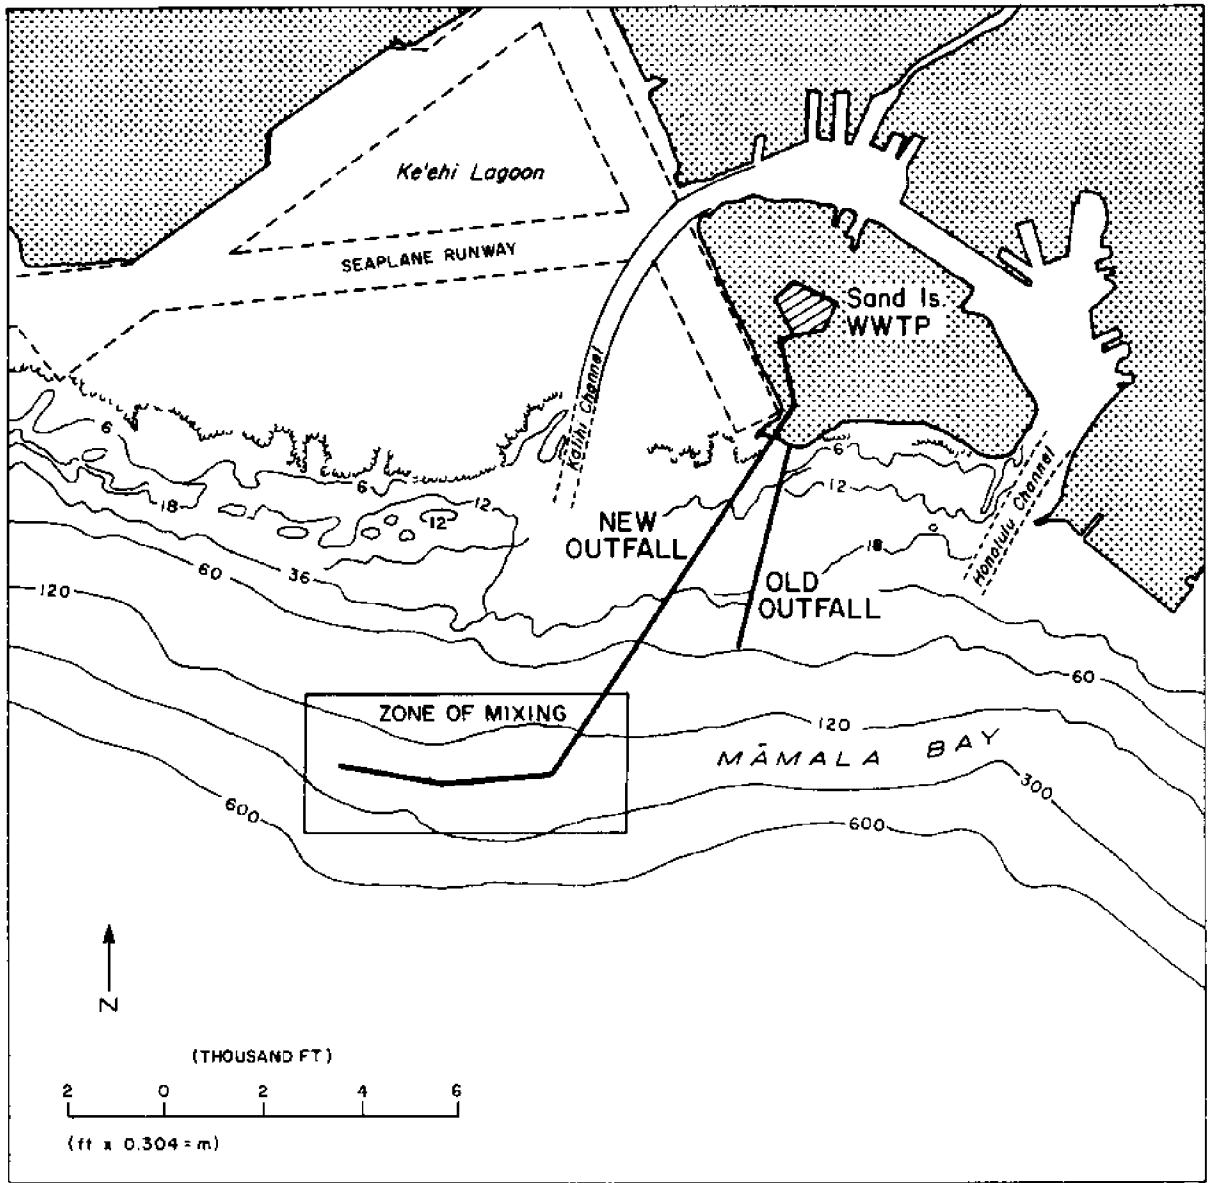 Ke'ehi Lagoon
SEAPLANE RUNWAY
Sand Is.
WWTP
Kalihi Channel
Honolulu Channel
6
6
6
12
12
12
18
18
NEW
OUTFALL
OLD
OUTFALL
36
60
120
60
ZONE OF MIXING
120
MĀMALA BAY
300
600
600
N
(THOUSAND FT)
2 0 2 4 6
(ft x 0.304 = m)